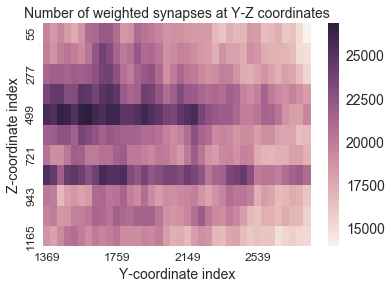 Number of weighted synapses at Y-Z coordinates
Z-coordinate index
55
277
499
721
943
1165
1369 1759 2149 2539
Y-coordinate index
25000
22500
20000
17500
15000